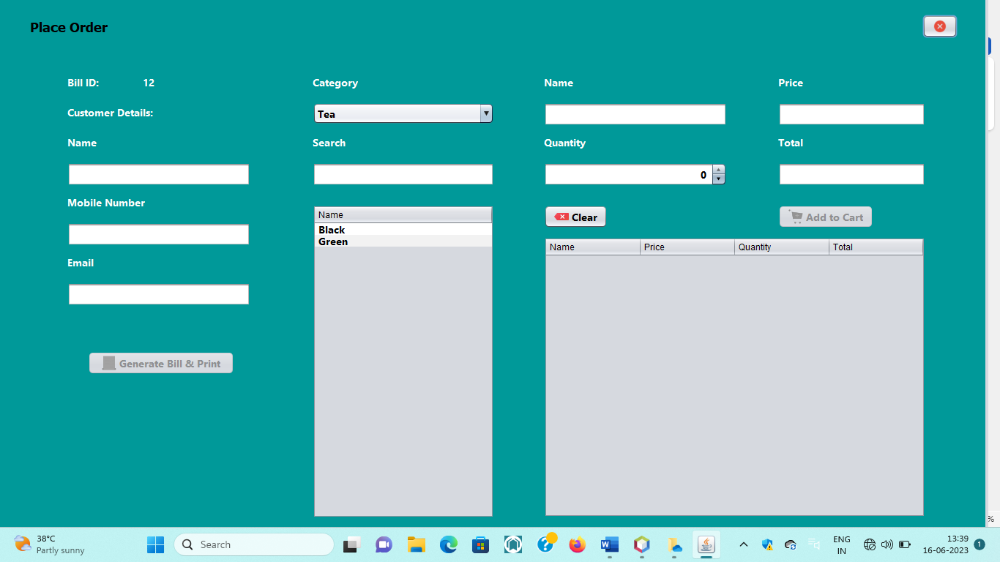 Place Order
Bill ID: 12
Customer Details:
Name
Mobile Number
Email
Generate Bill & Print
Category
Tea
Search
Name
Black
Green
Name
Price
Quantity
0
Total
Clear
Add to Cart
Name Price Quantity Total
%
38°C
Partly sunny
Search
ENG
IN
13:39
16-06-2023
1